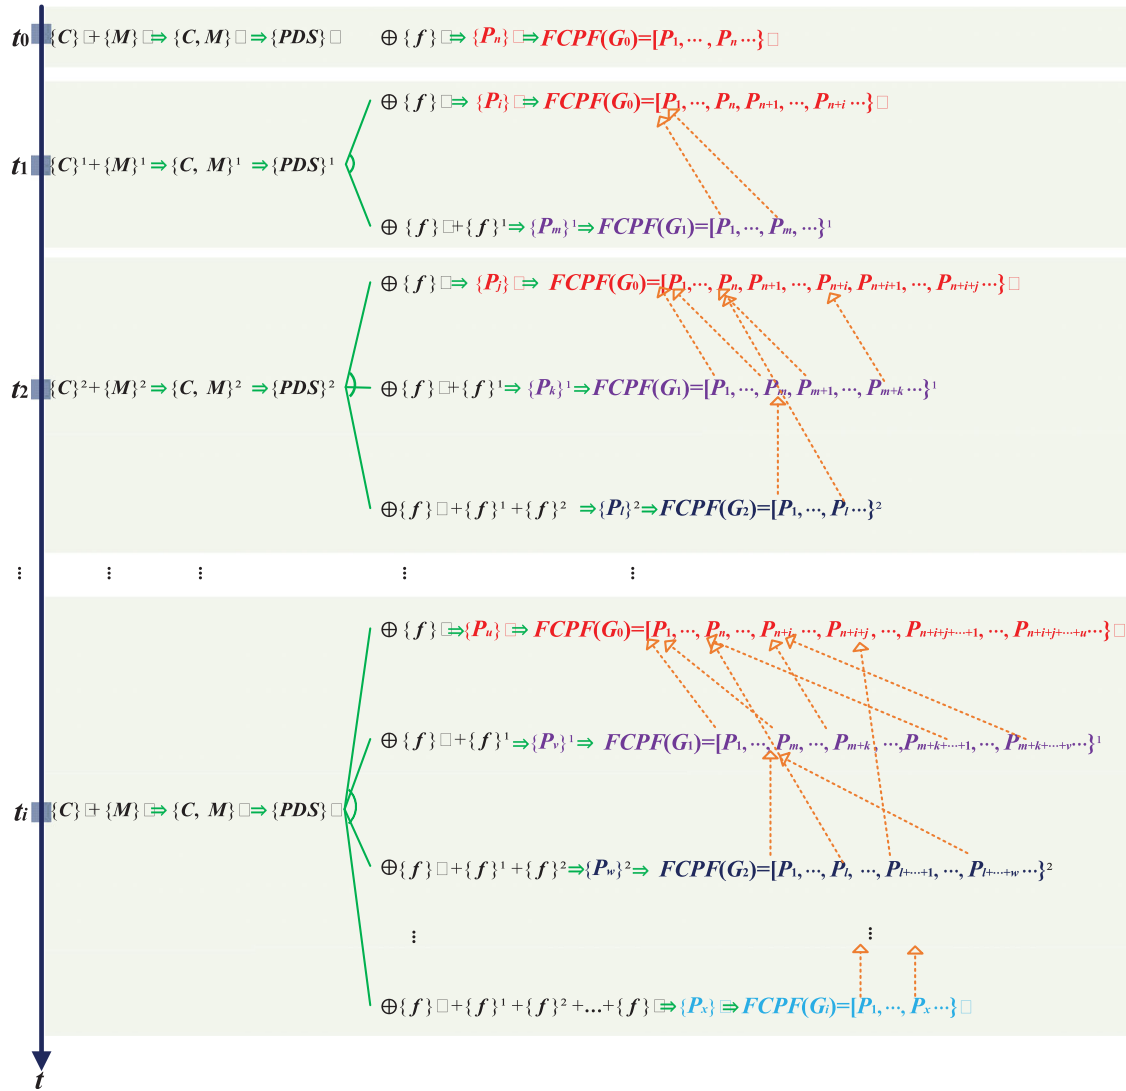 t₀ {C}□+{M}□⇒{C, M}□⇒{PDS}□ ⊕{f}□⇒{Pₙ}□⇒FCPF(G₀)=[P₁, ⋯ , Pₙ ⋯}□
⊕{f}□⇒{Pᵢ}□⇒FCPF(G₀)=[P₁, ⋯, Pₙ, Pₙ₊₁, ⋯, Pₙ₊ᵢ ⋯}□
t₁ {C}¹+{M}¹⇒{C, M}¹⇒{PDS}¹
⊕{f}□+{f}¹⇒{Pₘ}¹⇒FCPF(G₁)=[P₁, ⋯, Pₘ, ⋯}¹
⊕{f}□⇒{Pⱼ}□⇒FCPF(G₀)=[P₁,⋯, Pₙ, Pₙ₊₁, ⋯, Pₙ₊ᵢ, Pₙ₊ᵢ₊₁, ⋯, Pₙ₊ᵢ₊ⱼ ⋯}□
t₂ {C}²+{M}²⇒{C, M}²⇒{PDS}² ⊕{f}□+{f}¹⇒{Pₖ}¹⇒FCPF(G₁)=[P₁, ⋯, Pₘ, Pₘ₊₁, ⋯, Pₘ₊ₖ ⋯}¹
⊕{f}□+{f}¹+{f}²⇒{Pₗ}²⇒FCPF(G₂)=[P₁, ⋯, Pₗ ⋯}²
⋮ ⋮ ⋮ ⋮ ⋮
⊕{f}□⇒{Pᵤ}□⇒FCPF(G₀)=[P₁, ⋯, Pₙ, ⋯, Pₙ₊ᵢ, ⋯, Pₙ₊ᵢ₊ⱼ, ⋯, Pₙ₊ᵢ₊ⱼ₊⋯₊₁, ⋯, Pₙ₊ᵢ₊ⱼ₊⋯₊ᵤ⋯}□
⊕{f}□+{f}¹⇒{Pᵥ}¹⇒FCPF(G₁)=[P₁, ⋯, Pₘ, ⋯, Pₘ₊ₖ, ⋯, Pₘ₊ₖ₊⋯₊₁, ⋯, Pₘ₊ₖ₊⋯₊ᵥ⋯}¹
tᵢ {C}□+{M}□⇒{C, M}□⇒{PDS}□
⊕{f}□+{f}¹+{f}²⇒{P_w}²⇒FCPF(G₂)=[P₁, ⋯, Pₗ, ⋯, Pₗ₊⋯₊₁, ⋯, P_l+⋯+w ⋯}²
⋮ ⋮
⊕{f}□+{f}¹+{f}²+...+{f}□⇒{Pₓ}□⇒FCPF(Gᵢ)=[P₁, ⋯, Pₓ ⋯}□
t